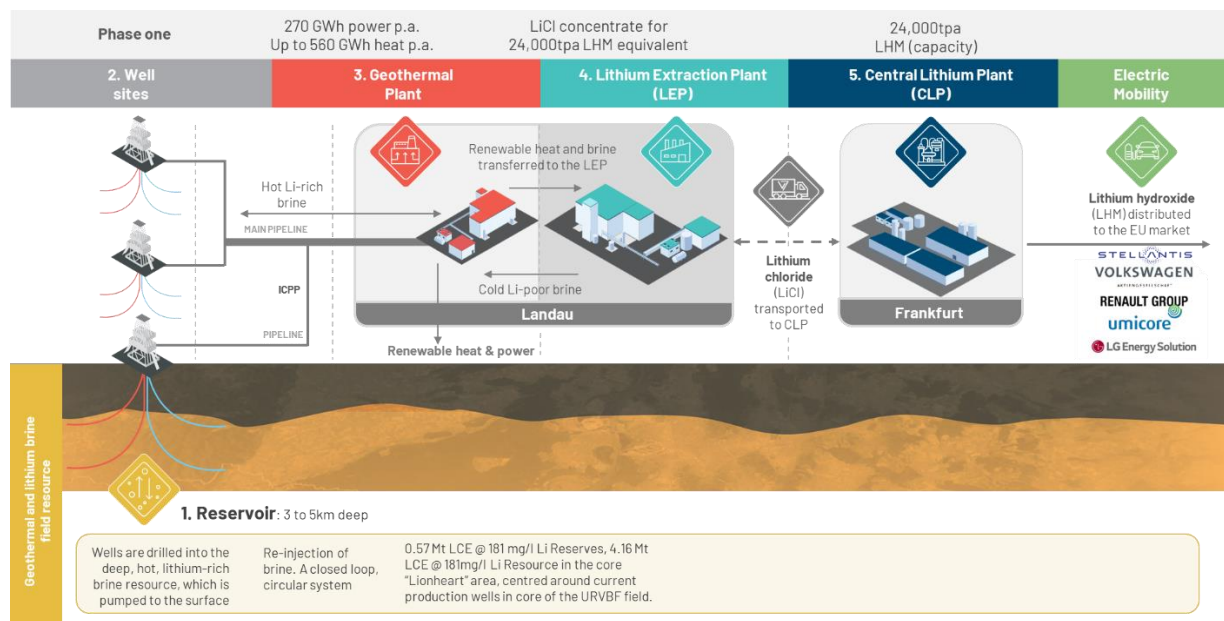 Phase one
270 GWh power p.a.
Up to 560 GWh heat p.a.
LiCl concentrate for
24,000tpa LHM equivalent
24,000tpa
LHM (capacity)
2. Well
sites
3. Geothermal
Plant
4. Lithium Extraction Plant
(LEP)
5. Central Lithium Plant
(CLP)
Electric
Mobility
Renewable heat and brine
transferred to the LEP
Hot Li-rich
brine
MAIN PIPELINE
ICPP
PIPELINE
Cold Li-poor brine
Landau
Renewable heat & power
Lithium
chloride
(LiCl)
transported
to CLP
Frankfurt
Lithium hydroxide
(LHM) distributed
to the EU market
STELLANTIS
VOLKSWAGEN
AKTIENGESELLSCHAFT
RENAULT GROUP
umicore
LG Energy Solution
Geothermal and lithium brine
field resource
1. Reservoir: 3 to 5km deep
Wells are drilled into the
deep, hot, lithium-rich
brine resource, which is
pumped to the surface
Re-injection of
brine. A closed loop,
circular system
0.57 Mt LCE @ 181 mg/l Li Reserves, 4.16 Mt
LCE @ 181mg/l Li Resource in the core
"Lionheart" area, centred around current
production wells in core of the URVBF field.